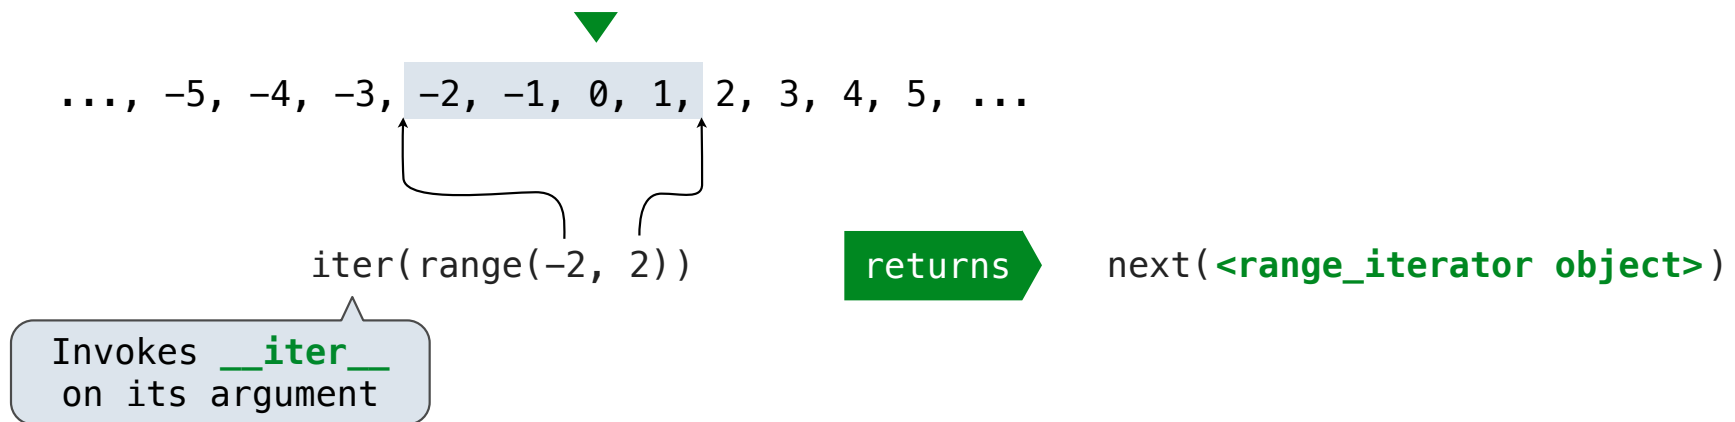 ..., −5, −4, −3, −2, −1, 0, 1, 2, 3, 4, 5, ...
iter(range(−2, 2))
returns
next(<range_iterator object>)
Invokes __iter__
on its argument